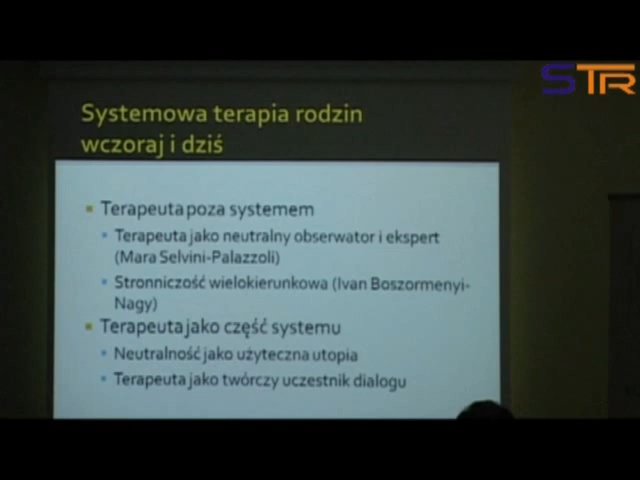 STR
Systemowa terapia rodzin
wczoraj i dziś
Terapeuta poza systemem
Terapeuta jako neutralny obserwator i ekspert
(Mara Selvini-Palazzoli)
Stronniczość wielokierunkowa (Ivan Boszormenyi-
Nagy)
Terapeuta jako część systemu
Neutralność jako użyteczna utopia
Terapeuta jako twórczy uczestnik dialogu